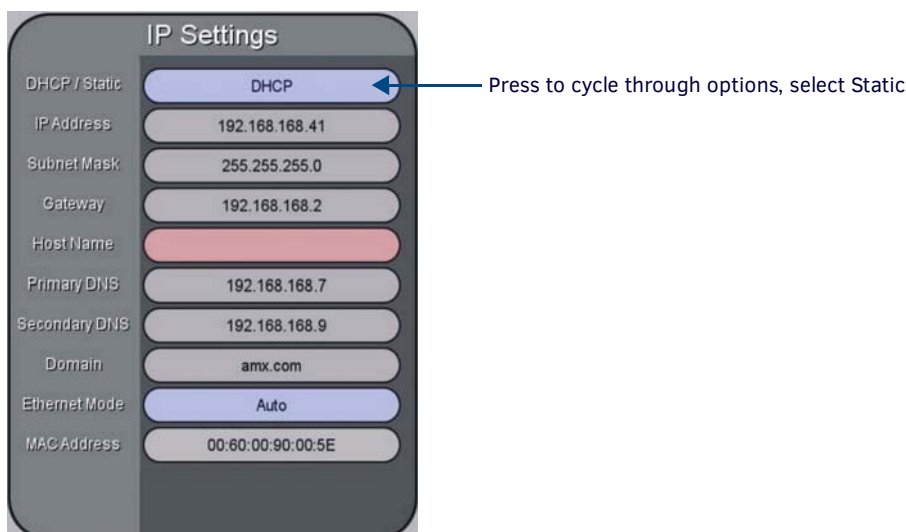 IP Settings
DHCP / Static DHCP Press to cycle through options, select Static
IP Address 192.168.168.41
Subnet Mask 255.255.255.0
Gateway 192.168.168.2
Host Name
Primary DNS 192.168.168.7
Secondary DNS 192.168.168.9
Domain amx.com
Ethernet Mode Auto
MAC Address 00:60:00:90:00:5E